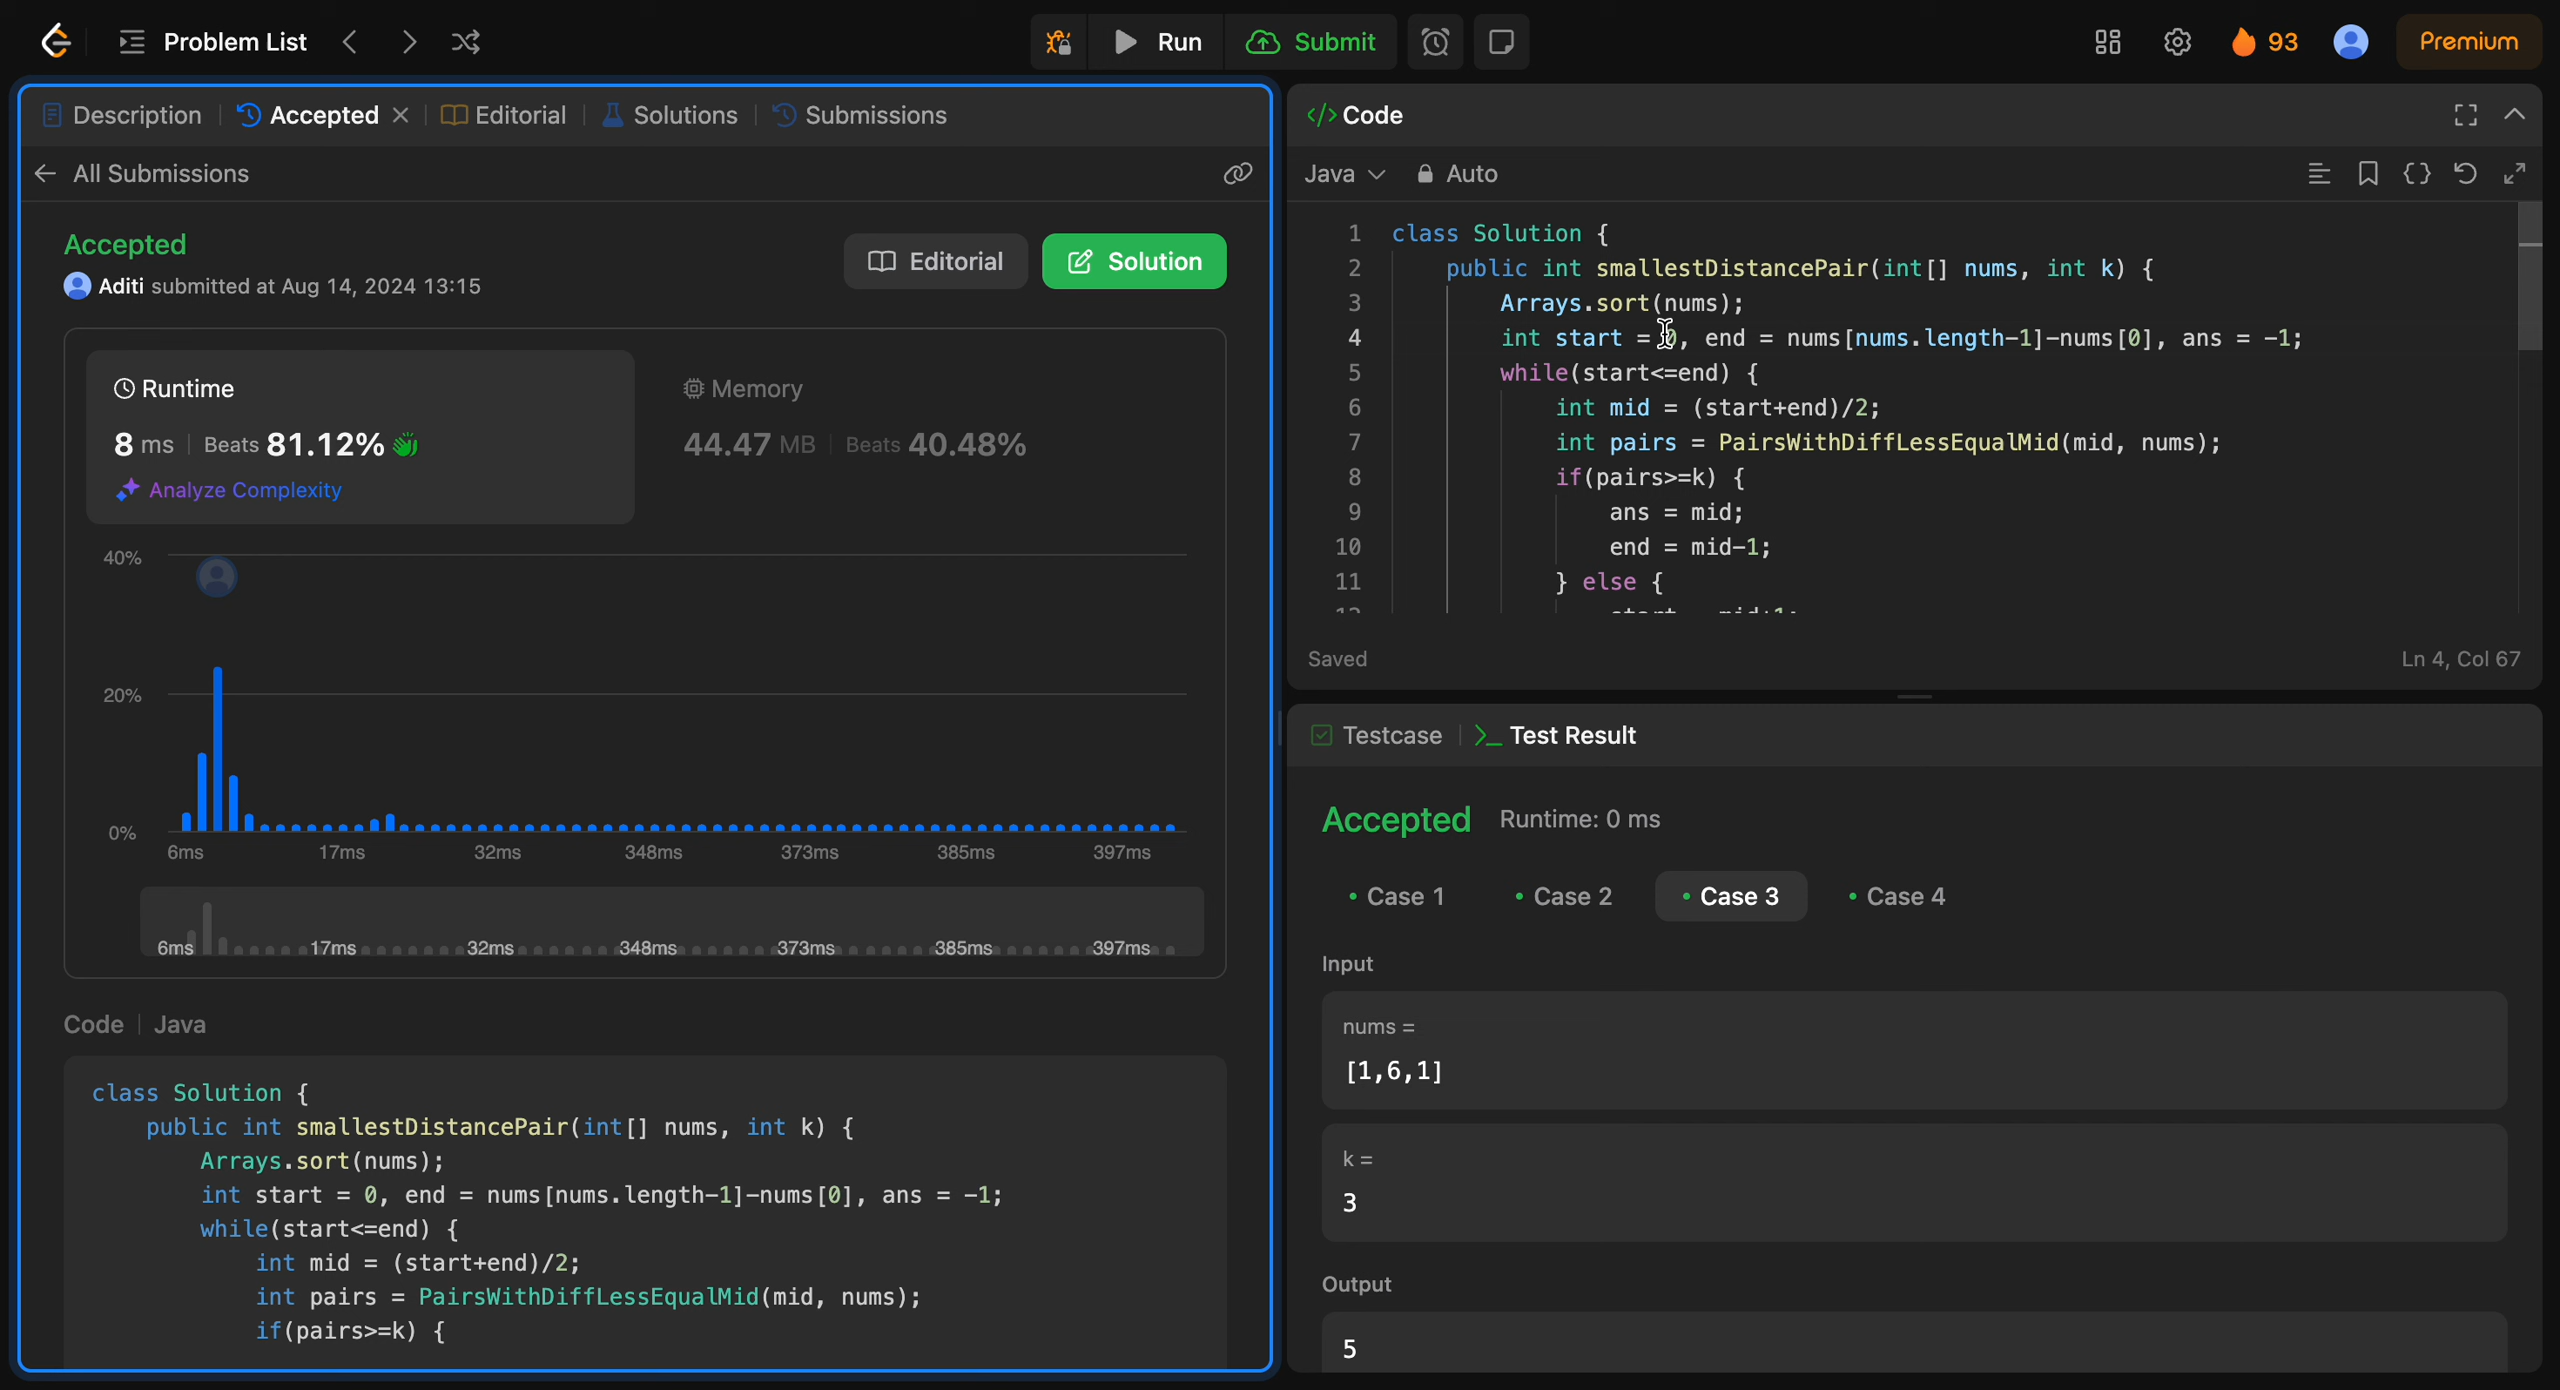 Problem List
Run
Submit
93
Premium
Description
Accepted
Editorial
Solutions
Submissions
All Submissions
Accepted
Aditi submitted at Aug 14, 2024 13:15
Editorial
Solution
Runtime
8 ms | Beats 81.12%
Analyze Complexity
Memory
44.47 MB | Beats 40.48%
40%
20%
0%
6ms 17ms 32ms 348ms 373ms 385ms 397ms
6ms 17ms 32ms 348ms 373ms 385ms 397ms
Code | Java
class Solution {
public int smallestDistancePair(int[] nums, int k) {
Arrays.sort(nums);
int start = 0, end = nums[nums.length-1]-nums[0], ans = -1;
while(start<=end) {
int mid = (start+end)/2;
int pairs = PairsWithDiffLessEqualMid(mid, nums);
if(pairs>=k) {
</> Code
Java
Auto
1 class Solution {
2 public int smallestDistancePair(int[] nums, int k) {
3 Arrays.sort(nums);
4 int start = 0, end = nums[nums.length-1]-nums[0], ans = -1;
5 while(start<=end) {
6 int mid = (start+end)/2;
7 int pairs = PairsWithDiffLessEqualMid(mid, nums);
8 if(pairs>=k) {
9 ans = mid;
10 end = mid-1;
11 } else {
Saved
Ln 4, Col 67
Testcase
>_ Test Result
Accepted Runtime: 0 ms
• Case 1
• Case 2
• Case 3
• Case 4
Input
nums =
[1,6,1]
k =
3
Output
5